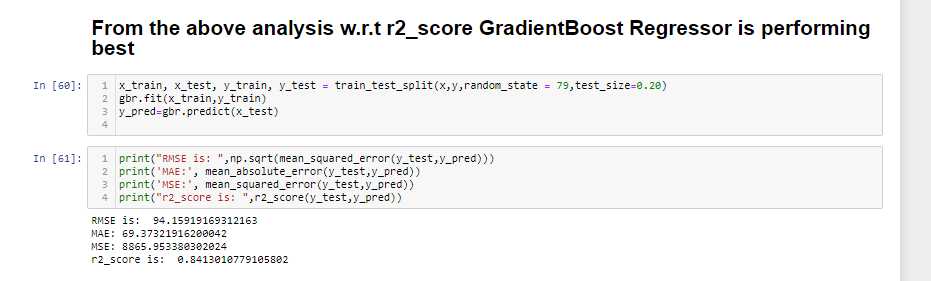 From the above analysis w.r.t r2_score GradientBoost Regressor is performing
best
In [60]:
1 x_train, x_test, y_train, y_test = train_test_split(x,y,random_state = 79,test_size=0.20)
2 gbr.fit(x_train,y_train)
3 y_pred=gbr.predict(x_test)
4
In [61]:
1 print("RMSE is: ",np.sqrt(mean_squared_error(y_test,y_pred)))
2 print('MAE:', mean_absolute_error(y_test,y_pred))
3 print('MSE:', mean_squared_error(y_test,y_pred))
4 print("r2_score is: ",r2_score(y_test,y_pred))
RMSE is:  94.15919169312163
MAE: 69.37321916200042
MSE: 8865.953380302024
r2_score is:  0.8413010779105802